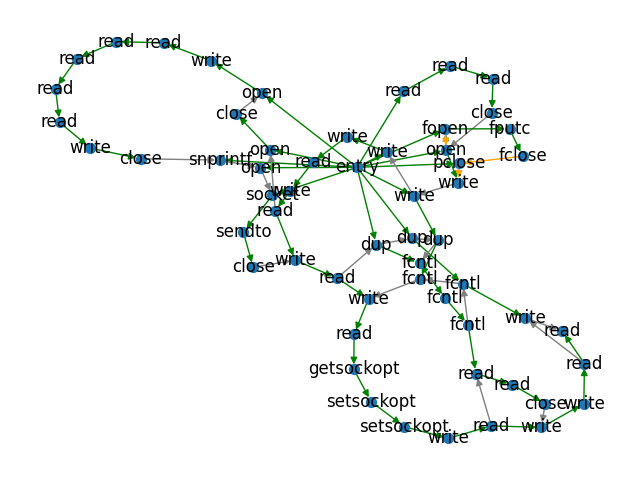 read
read
read
write
read
read
read
read
open
read
close
close
fopen
fputc
read
write
write
write
close
snprintf
open
open
read
entry
open
pclose
fclose
socket
write
write
write
read
sendto
dup
dup
dup
close
write
fcntl
read
fcntl
fcntl
write
fcntl
fcntl
write
read
read
getsockopt
read
read
read
setsockopt
close
write
setsockopt
write
read
write